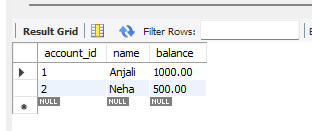 Result Grid Filter Rows:
account_id name balance
1 Anjali 1000.00
2 Neha 500.00
NULL NULL NULL